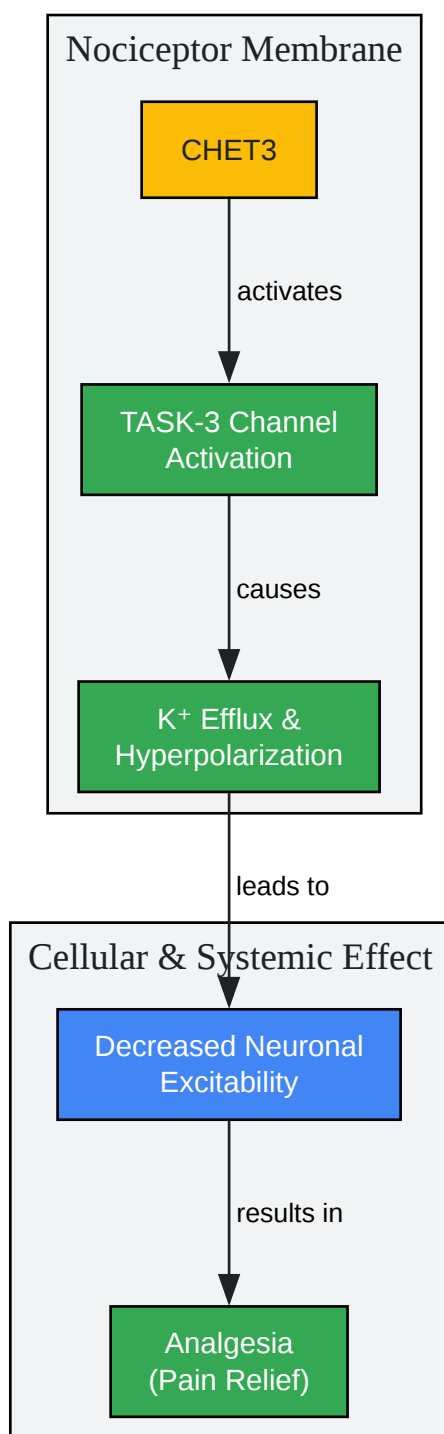 Nociceptor Membrane
CHET3
activates
TASK-3 Channel
Activation
causes
K⁺ Efflux &
Hyperpolarization
leads to
Cellular & Systemic Effect
Decreased Neuronal
Excitability
results in
Analgesia
(Pain Relief)